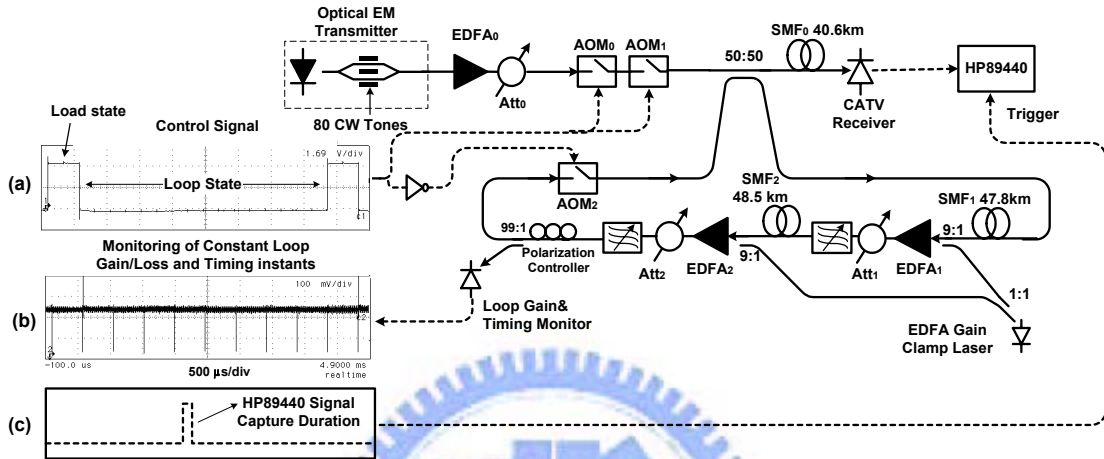 Optical EM
Transmitter
80 CW Tones
EDFA0
Att0
AOM0
AOM1
50:50
SMF0 40.6km
CATV
Receiver
HP89440
Trigger
Load state
Control Signal
1.69 V/div
(a)
Loop State
AOM2
SMF2
48.5 km
SMF1 47.8km
99:1
Polarization
Controller
Att2
EDFA2
9:1
Att1
EDFA1
9:1
1:1
EDFA Gain
Clamp Laser
Loop Gain&
Timing Monitor
Monitoring of Constant Loop
Gain/Loss and Timing instants
100 mV/div
(b)
-100.0 us
500 µs/div
4.9000 ms
realtime
(c)
HP89440 Signal
Capture Duration